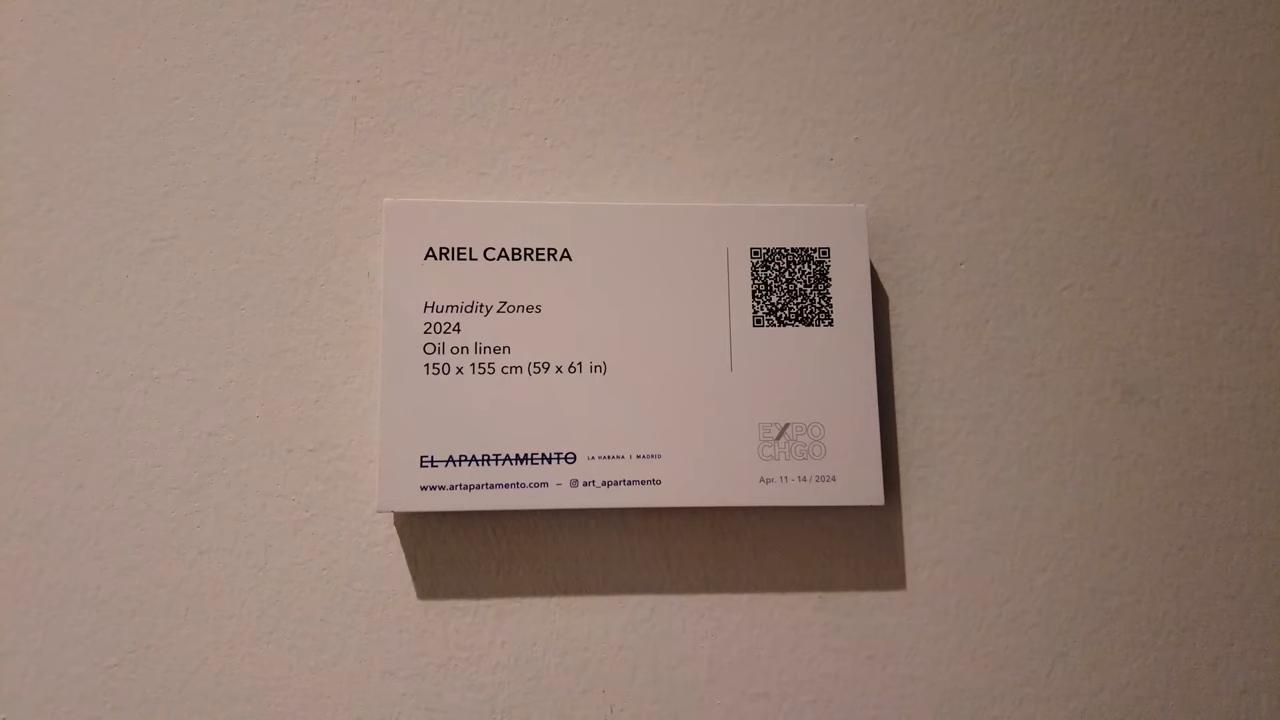 ARIEL CABRERA
Humidity Zones
2024
Oil on linen
150 x 155 cm (59 x 61 in)
EL APARTAMENTO LA HABANA | MADRID
www.artapartamento.com – art_apartamento
EXPO
CHGO
Apr. 11 - 14 / 2024